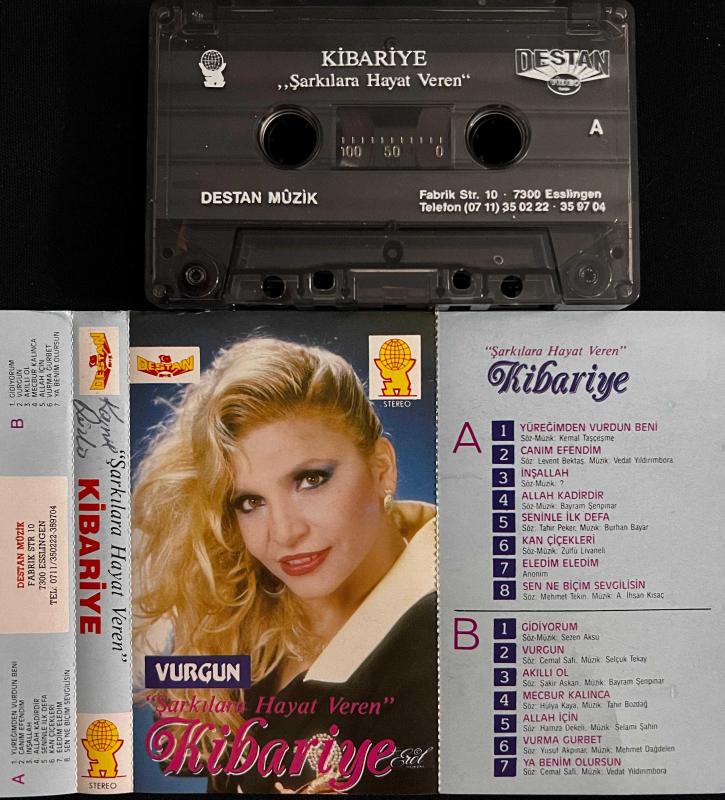 KİBARİYE
„Şarkılara Hayat Veren“
DESTAN
A
100 50 0
DESTAN MÛZİK
Fabrik Str. 10 · 7300 Esslingen
Telefon (07 11) 35 02 22 · 35 97 04
B
1. GİDİYORUM
2. VURGUN
3. AKILLI OL
4. MECBUR KALINCA
5. ALLAH İÇİN
6. VURMA GURBET
7. YA BENİM OLURSUN
DESTAN MÜZİK
FABRIK STR 10
7300 ESSLINGEN
TEL: 0711/350222-389704
A
1. YÜREĞİMDEN VURDUN BENİ
2. CANIM EFENDİM
3. İNŞALLAH
4. ALLAH KADİRDİR
5. SENİNLE İLK DEFA
6. KAN ÇİÇEKLERİ
7. ELEDİM ELEDİM
8. SEN NE BİÇİM SEVGİLİSİN
DESTAN
"Şarkılara Hayat Veren"
KİBARİYE
STEREO
DESTAN
STEREO
VURGUN
"Şarkılara Hayat Veren"
Kibariye
Erol
"Şarkılara Hayat Veren"
Kibariye
A
1 YÜREĞİMDEN VURDUN BENİ
Söz-Müzik: Kemal Taşçeşme
2 CANIM EFENDİM
Söz: Levent Bektaş, Müzik: Vedat Yıldırımbora
3 İNŞALLAH
Söz-Müzik: ?
4 ALLAH KADİRDİR
Söz-Müzik: Bayram Şenpınar
5 SENİNLE İLK DEFA
Söz: Tahir Peker, Müzik: Burhan Bayar
6 KAN ÇİÇEKLERİ
Söz-Müzik: Zülfü Livaneli
7 ELEDİM ELEDİM
Anonim
8 SEN NE BİÇİM SEVGİLİSİN
Söz: Mehmet Tekin, Müzik: A. İhsan Kısaç
B
1 GİDİYORUM
Söz-Müzik: Sezen Aksu
2 VURGUN
Söz: Cemal Safi, Müzik: Selçuk Tekay
3 AKILLI OL
Söz: Şakir Askan, Müzik: Bayram Şenpınar
4 MECBUR KALINCA
Söz: Hülya Kaya, Müzik: Tahir Bozdağ
5 ALLAH İÇİN
Söz: Hamza Dekeli, Müzik: Selami Şahin
6 VURMA GURBET
Söz: Yusuf Akpınar, Müzik: Mehmet Dağdelen
7 YA BENİM OLURSUN
Söz: Cemal Safi, Müzik: Vedat Yıldırımbora